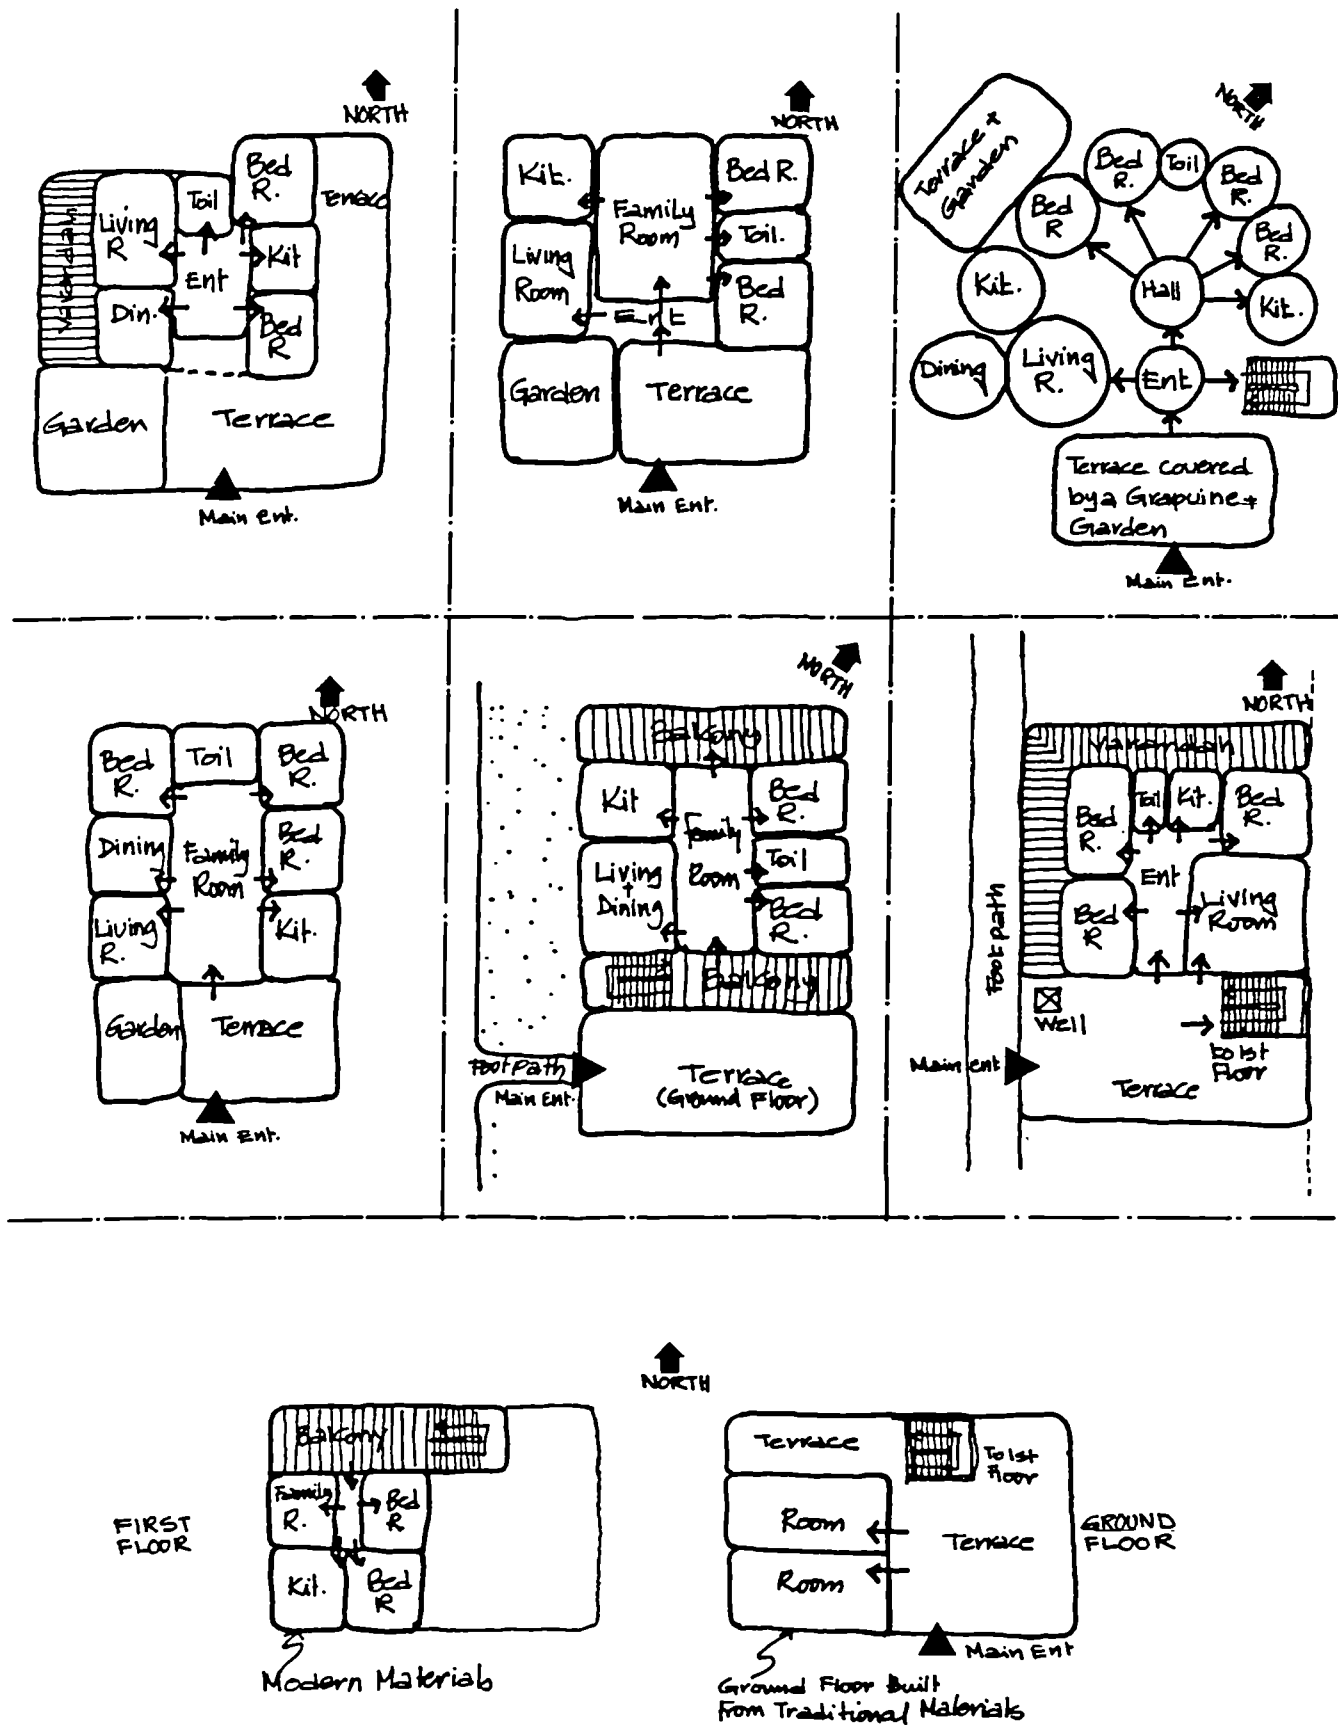 NORTH
Bed
R.
Toil
Terrace
Living
R
Varandah
Ent
Kit
Din.
Bed
R
Garden
Terrace
Main Ent.
NORTH
Kit.
Family
Room
Bed R.
Toil.
Living
Room
Bed
R.
Ent
Garden
Terrace
Main Ent.
NORTH
Terrace +
Garden
Bed
R.
Toil
Bed
R.
Bed
R
Bed
R.
Kit.
Hall
Kit.
Dining
Living
R.
Ent
Terrace covered
by a Grapuine +
Garden
Main Ent.
NORTH
Bed
R.
Toil
Bed
R.
Dining
Family
Room
Bed
R.
Living
R.
Kit.
Garden
Terrace
Main Ent.
NORTH
Balkony
Kit
Family
Room
Bed
R.
Living
+
Dining
Toil
Bed
R.
Balkony
Foot path
Main Ent.
Terrace
(Ground Floor)
NORTH
Varandah
Bed
R.
Toil
Kit.
Bed
R.
Ent
Living
Room
Bed
R
Foot path
Well
To 1st
Floor
Main ent
Terrace
NORTH
Balkony
Family
R.
Bed
R
FIRST
FLOOR
Kit.
Bed
R
Modern Materials
Terrace
To 1st
Floor
Room
Terrace
GROUND
FLOOR
Room
Main Ent
Ground Floor Built
From Traditional Materials